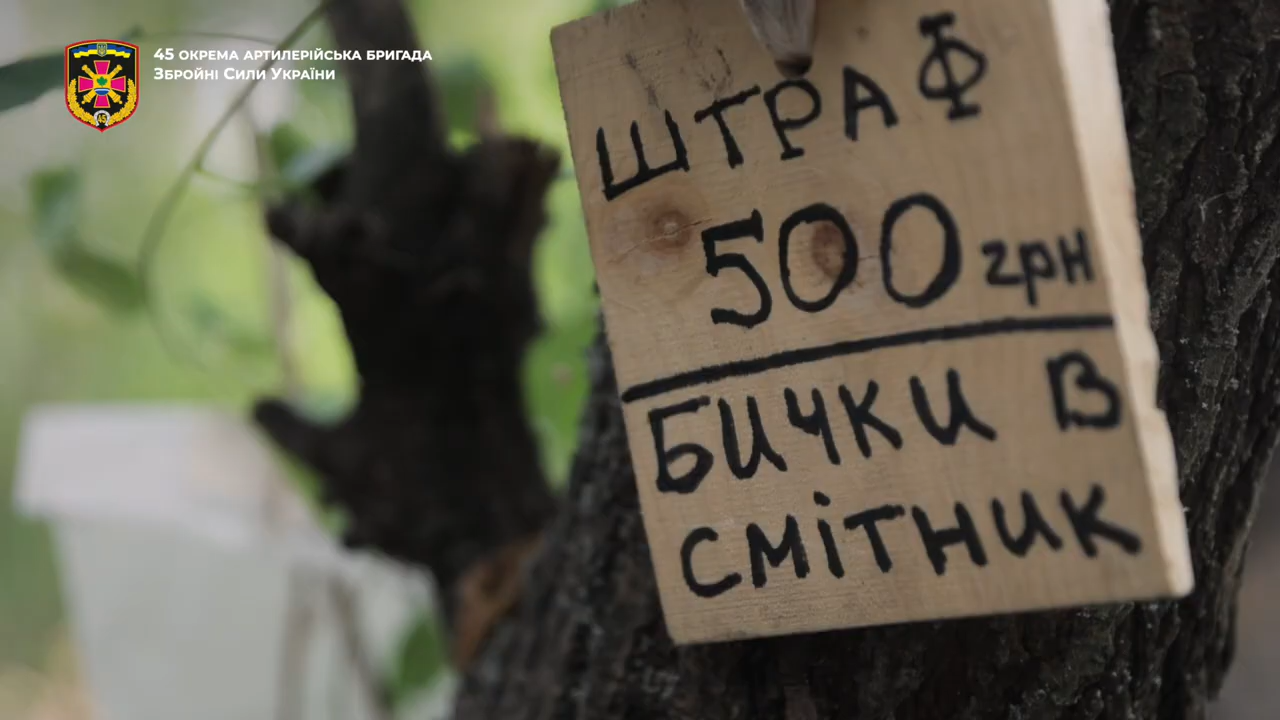 45 ОКРЕМА АРТИЛЕРІЙСЬКА БРИГАДА
ЗБРОЙНІ СИЛИ УКРАЇНИ
ШТРАФ
500 грн
БИЧКИ В
СМІТНИК